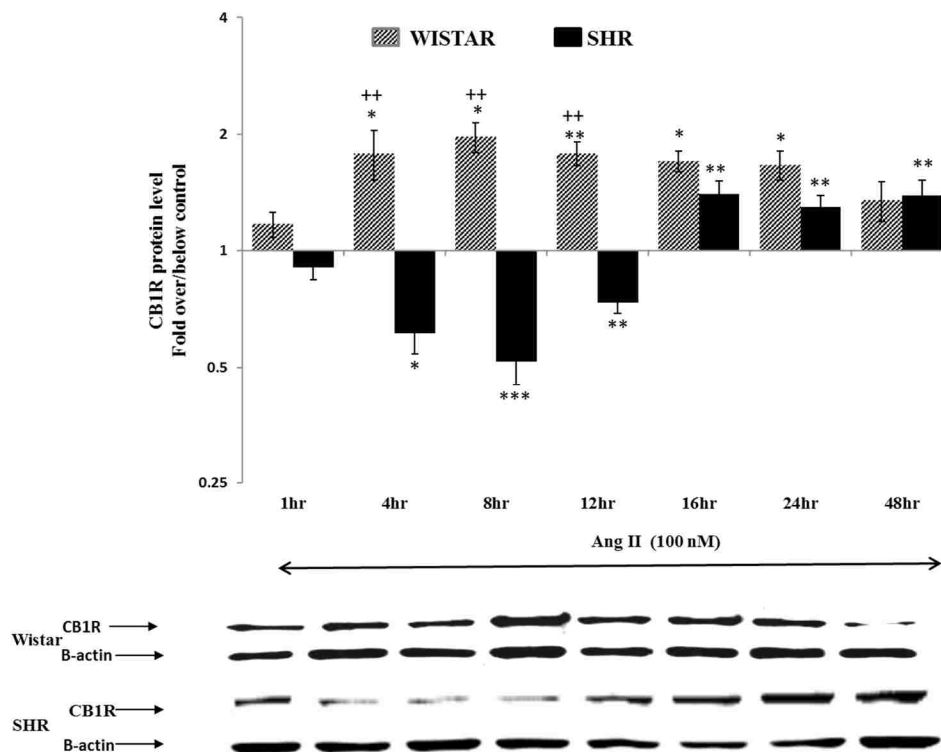 4
WISTAR SHR
++ ++ ++
* * ** * *
2
** ** **
1
CB1R protein level
Fold over/below control
0.5
* *** **
0.25
1hr 4hr 8hr 12hr 16hr 24hr 48hr
Ang II (100 nM)
Wistar
CB1R
B-actin
SHR
CB1R
B-actin